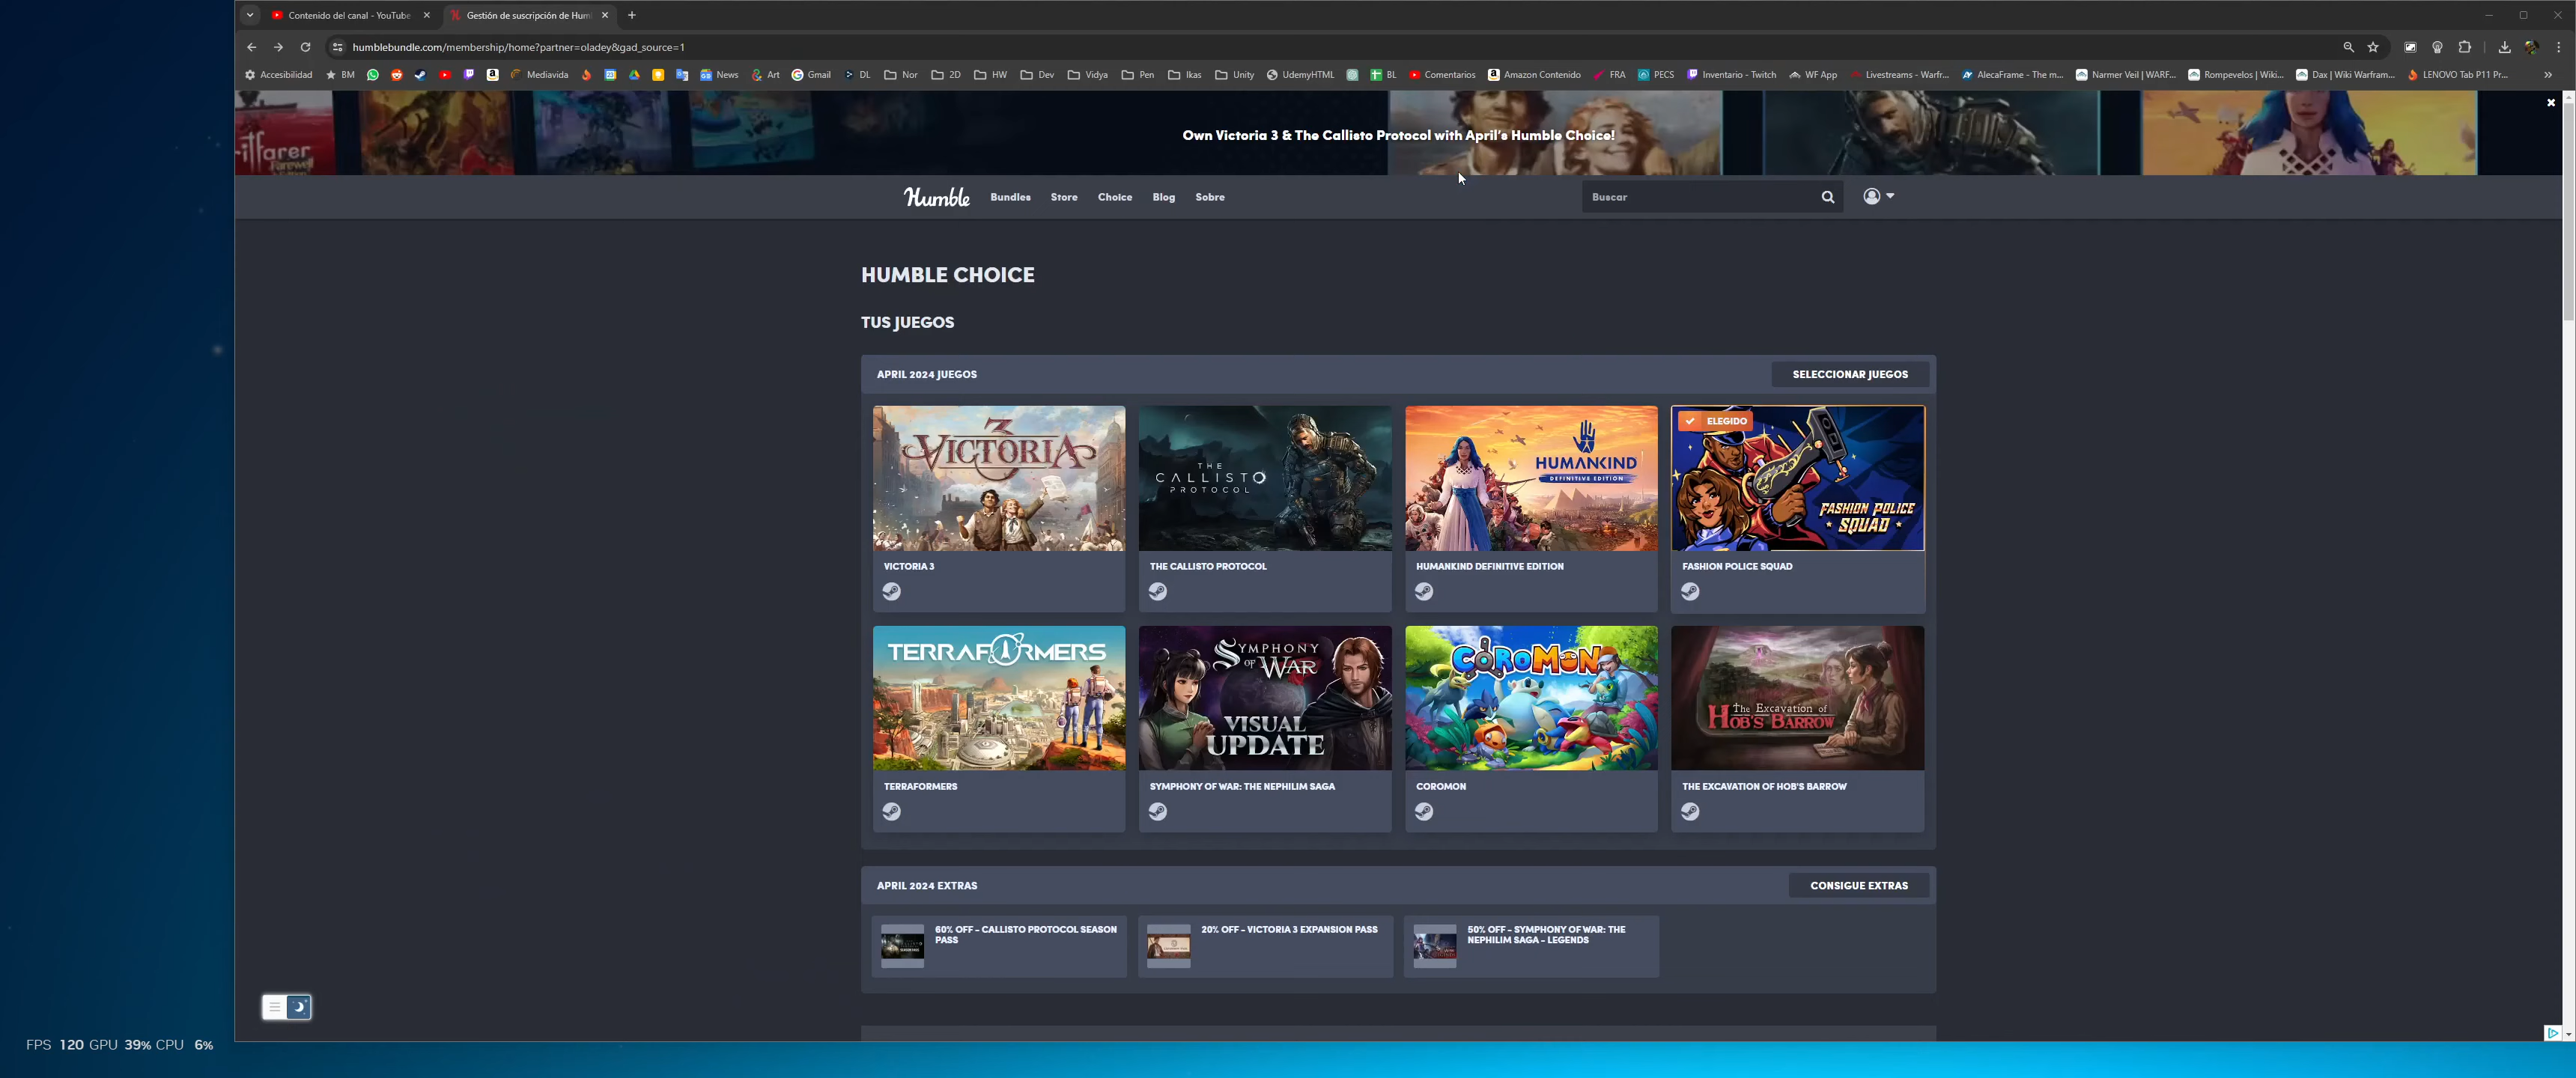 Contenido del canal - YouTube
Gestión de suscripción de Hum
humblebundle.com/membership/home?partner=oladey&gad_source=1
Accesibilidad BM Mediavida News Art Gmail DL Nor 2D HW Dev Vidya Pen Ikas Unity UdemyHTML BL Comentarios Amazon Contenido FRA PECS Inventario - Twitch WF App Livestreams - Warfr... AlecaFrame - The m... Narmer Veil | WARF... Rompevelos | Wiki... Dax | Wiki Warfram... LENOVO Tab P11 Pr... »
itfarer
Farewell
Own Victoria 3 & The Callisto Protocol with April's Humble Choice!
Humble Bundles Store Choice Blog Sobre Buscar
HUMBLE CHOICE
TUS JUEGOS
APRIL 2024 JUEGOS SELECCIONAR JUEGOS
3
VICTORIA
THE
CALLISTO
PROTOCOL
HUMANKIND
DEFINITIVE EDITION
ELEGIDO
FASHION POLICE
SQUAD
VICTORIA 3
THE CALLISTO PROTOCOL
HUMANKIND DEFINITIVE EDITION
FASHION POLICE SQUAD
TERRAFORMERS
SYMPHONY
OF WAR
VISUAL
UPDATE
COROMON
The Excavation of
HOB'S BARROW
TERRAFORMERS
SYMPHONY OF WAR: THE NEPHILIM SAGA
COROMON
THE EXCAVATION OF HOB'S BARROW
APRIL 2024 EXTRAS CONSIGUE EXTRAS
60% OFF - CALLISTO PROTOCOL SEASON
PASS
20% OFF - VICTORIA 3 EXPANSION PASS
50% OFF - SYMPHONY OF WAR: THE
NEPHILIM SAGA - LEGENDS
FPS 120 GPU 39% CPU 6%